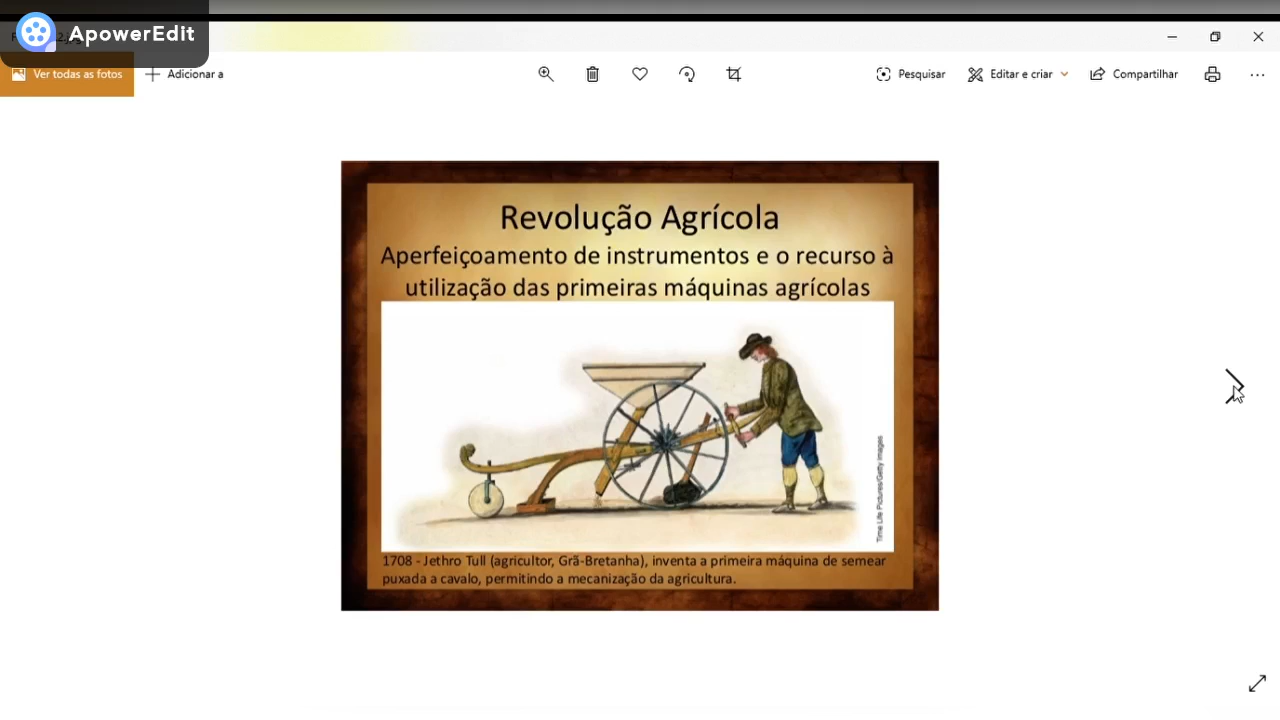 ApowerEdit
Ver todas as fotos
Adicionar a
Pesquisar
Editar e criar
Compartilhar
Revolução Agrícola
Aperfeiçoamento de instrumentos e o recurso à
utilização das primeiras máquinas agrícolas
Time Life Pictures/Getty Images
1708 - Jethro Tull (agricultor, Grã-Bretanha), inventa a primeira máquina de semear
puxada a cavalo, permitindo a mecanização da agricultura.